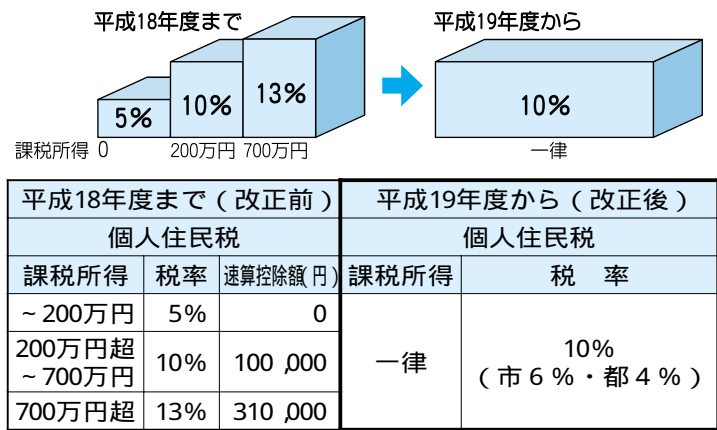 平成18年度まで
平成19年度から
5%
10%
13%
10%
課税所得 0
200万円
700万円
一律
平成18年度まで(改正前)
平成19年度から(改正後)
個人住民税
個人住民税
課税所得
税率
速算控除額(円)
課税所得
税 率
~200万円
5%
0
200万円超
~700万円
10%
100,000
700万円超
13%
310,000
一律
10%
(市6%・都4%)